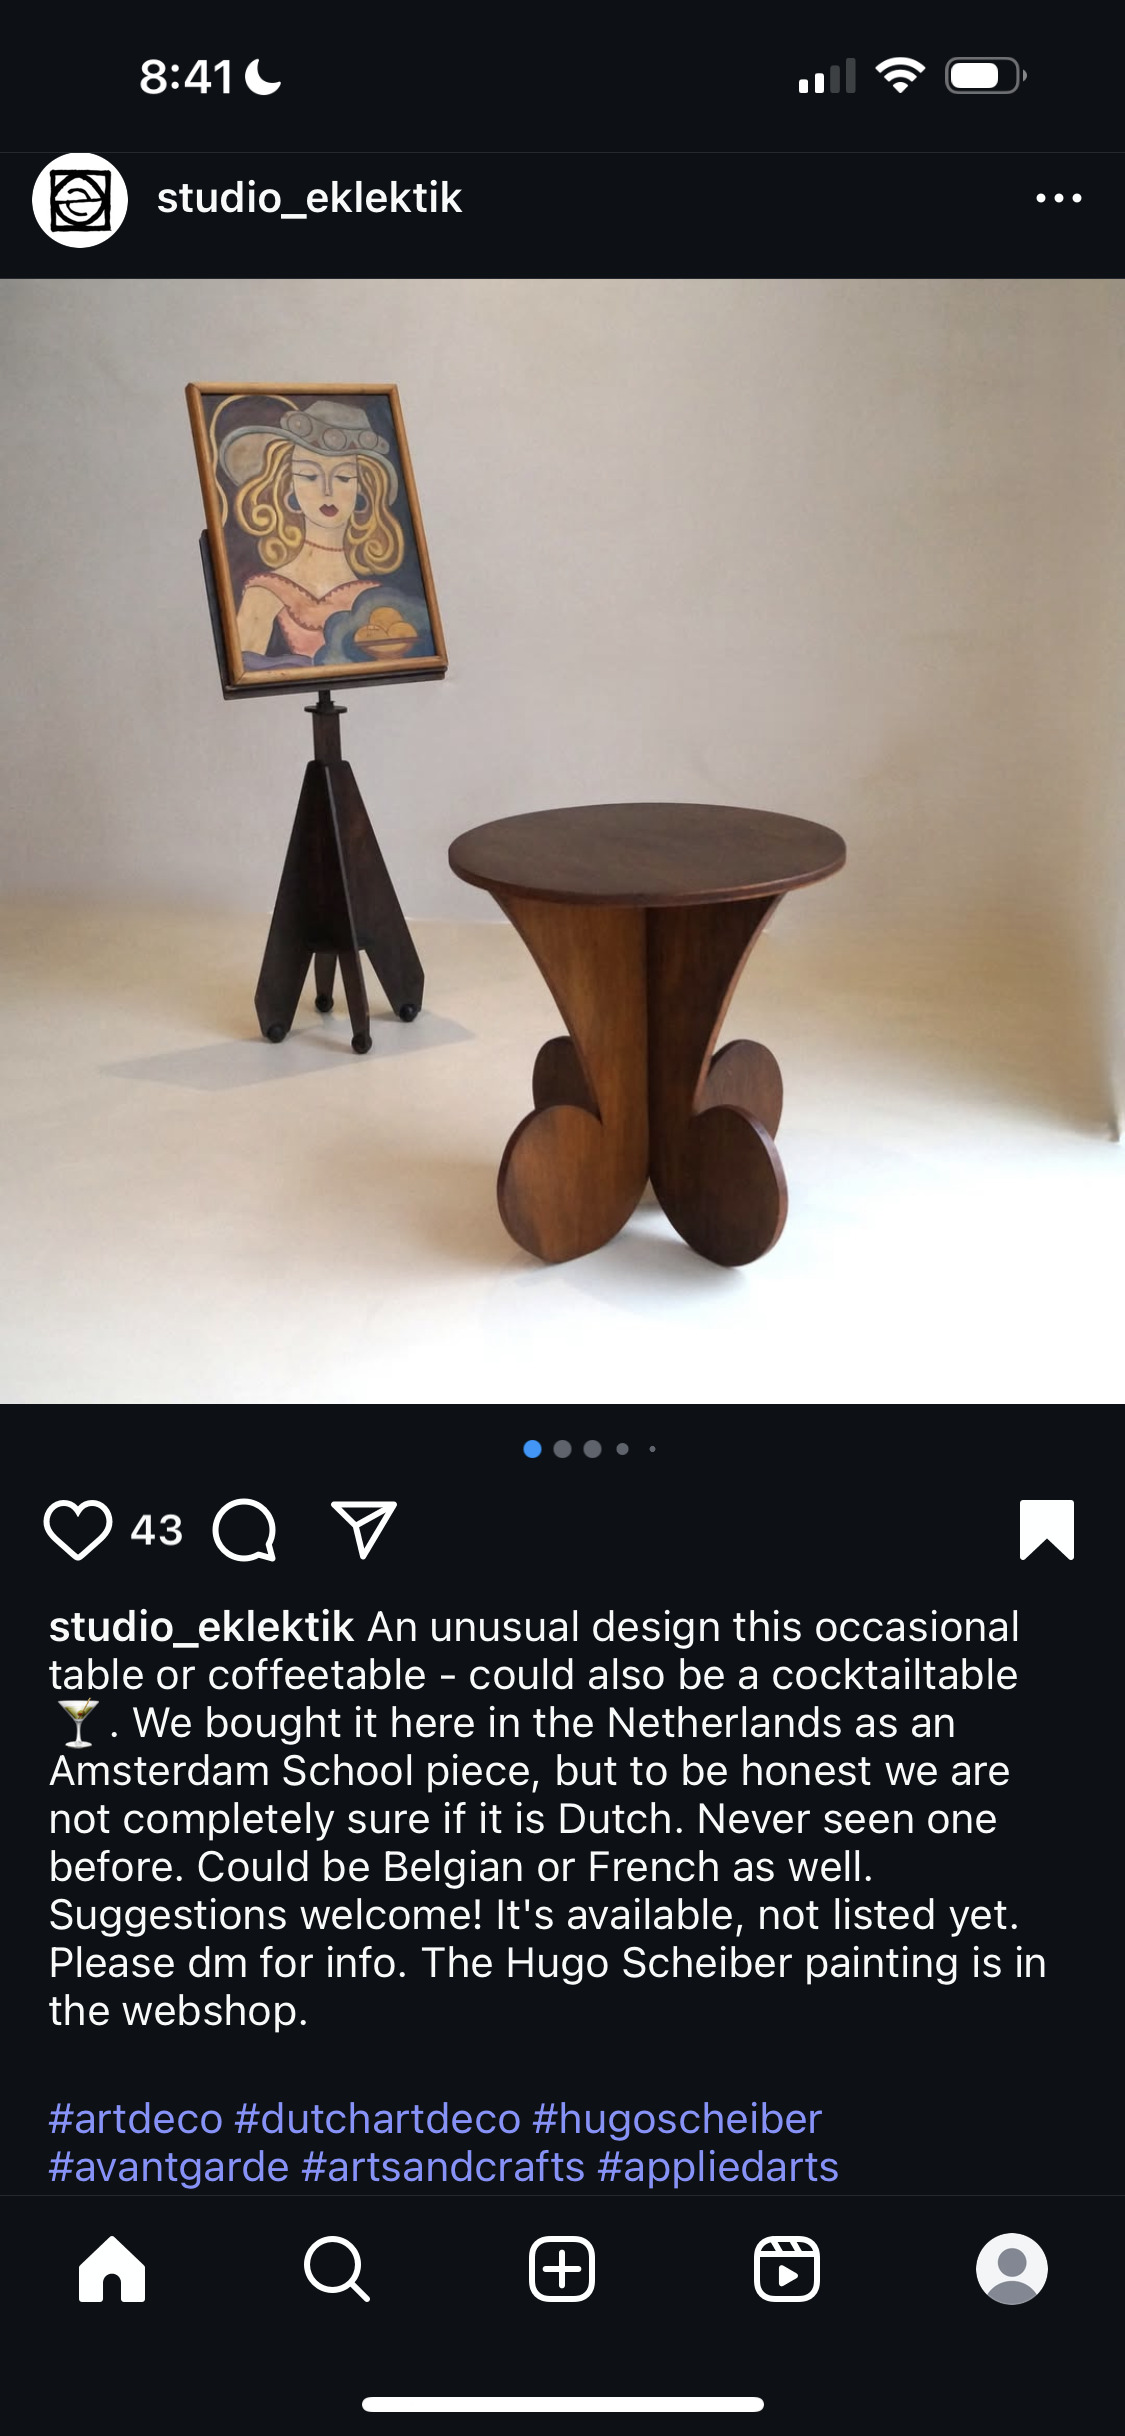 8:41
studio_eklektik
43
studio_eklektik An unusual design this occasional
table or coffeetable - could also be a cocktailtable
🍸. We bought it here in the Netherlands as an
Amsterdam School piece, but to be honest we are
not completely sure if it is Dutch. Never seen one
before. Could be Belgian or French as well.
Suggestions welcome! It's available, not listed yet.
Please dm for info. The Hugo Scheiber painting is in
the webshop.
#artdeco #dutchartdeco #hugoscheiber
#avantgarde #artsandcrafts #appliedarts